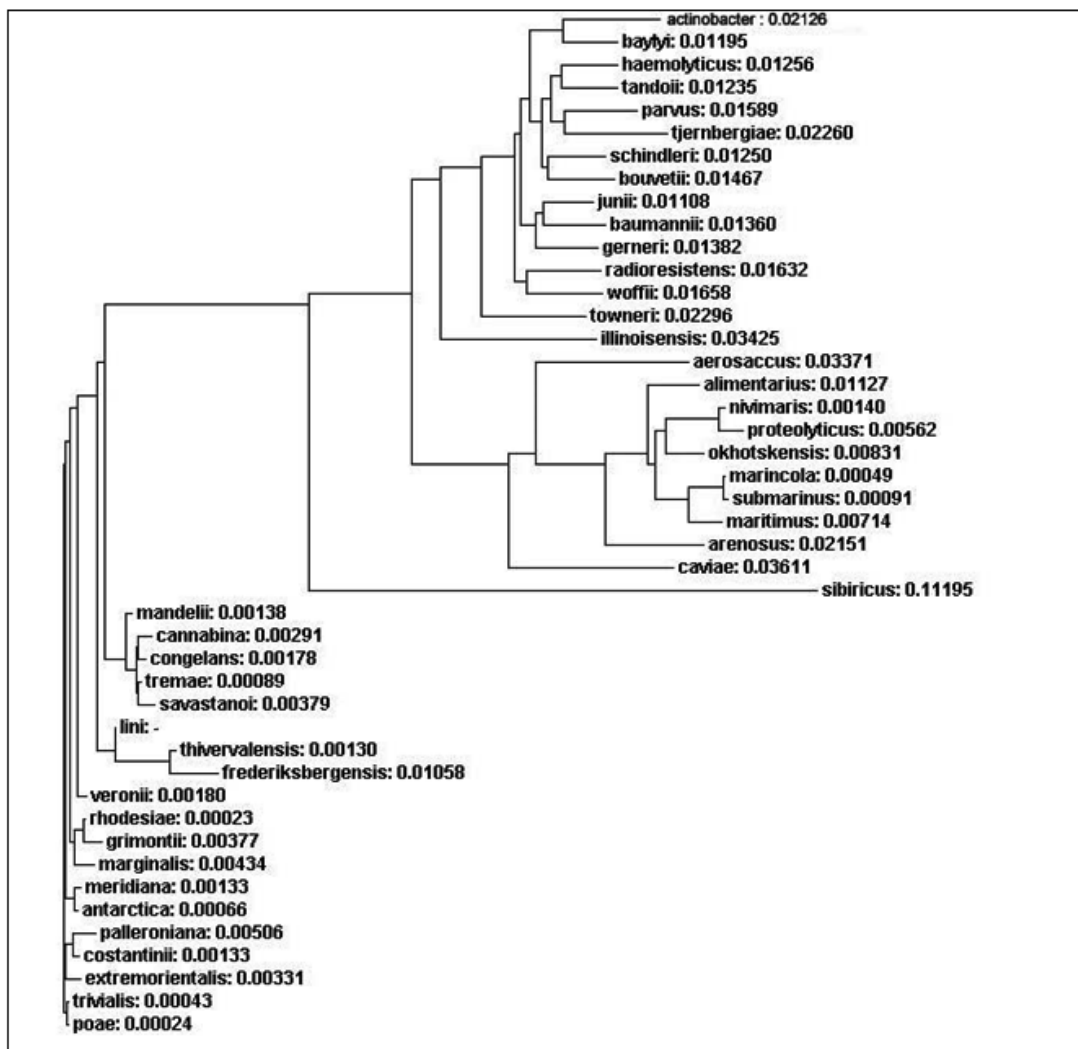 actinobacter : 0.02126
baylyi: 0.01195
haemolyticus: 0.01256
tandoii: 0.01235
parvus: 0.01589
tjernbergiae: 0.02260
schindleri: 0.01250
bouvetii: 0.01467
junii: 0.01108
baumannii: 0.01360
gerneri: 0.01382
radioresistens: 0.01632
woffii: 0.01658
towneri: 0.02296
illinoisensis: 0.03425
aerosaccus: 0.03371
alimentarius: 0.01127
nivimaris: 0.00140
proteolyticus: 0.00562
okhotskensis: 0.00831
marincola: 0.00049
submarinus: 0.00091
maritimus: 0.00714
arenosus: 0.02151
caviae: 0.03611
sibiricus: 0.11195
mandelii: 0.00138
cannabina: 0.00291
congelans: 0.00178
tremae: 0.00089
savastanoi: 0.00379
lini: -
thivervalensis: 0.00130
frederiksbergensis: 0.01058
veronii: 0.00180
rhodesiae: 0.00023
grimontii: 0.00377
marginalis: 0.00434
meridiana: 0.00133
antarctica: 0.00066
palleroniana: 0.00506
costantinii: 0.00133
extremorientalis: 0.00331
trivialis: 0.00043
poae: 0.00024